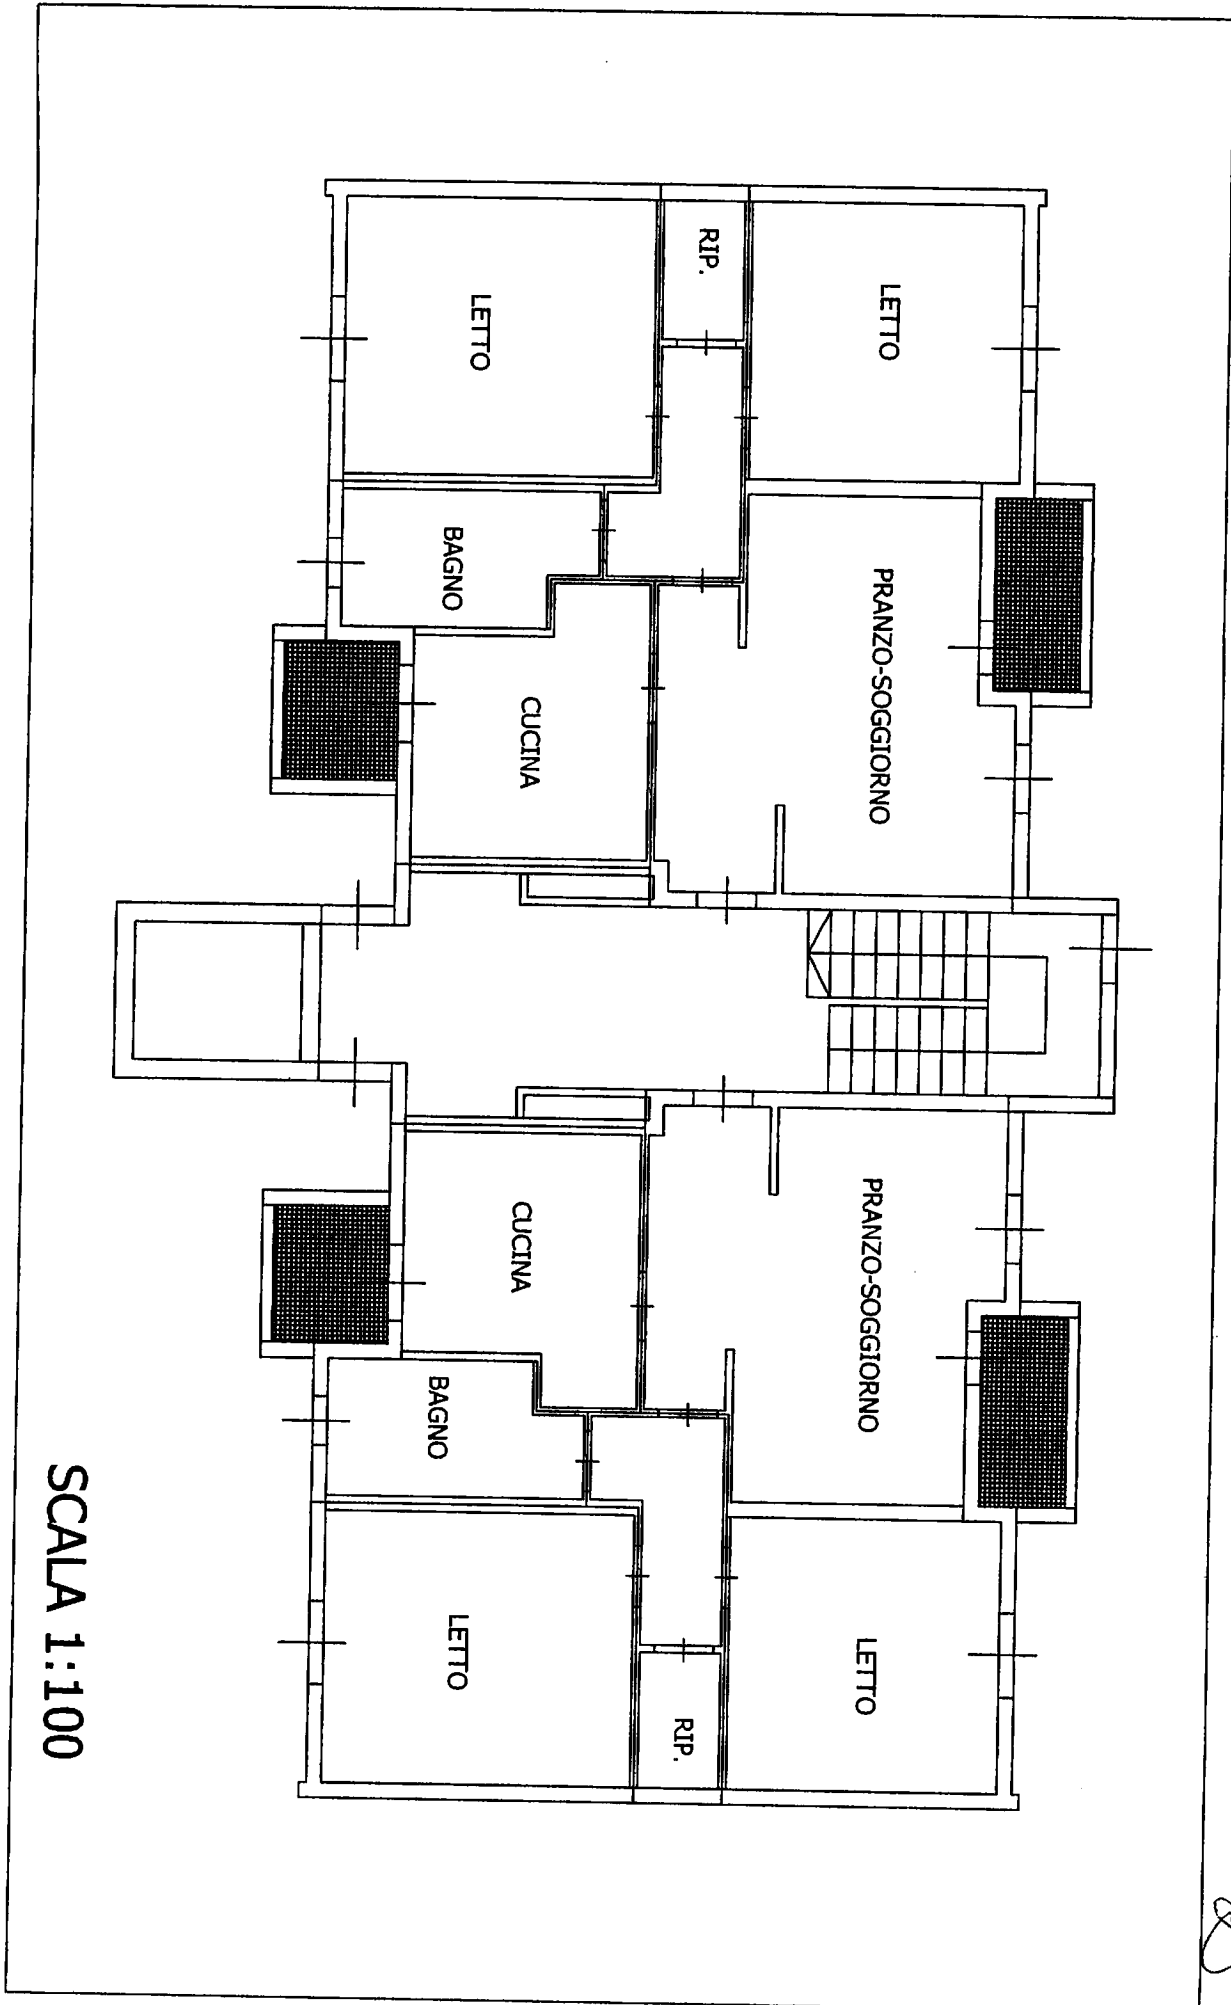 LETTO
PRANZO-SOGGIORNO
PRANZO-SOGGIORNO
LETTO
RIP.
RIP.
LETTO
BAGNO
CUCINA
CUCINA
BAGNO
LETTO
SCALA 1:100